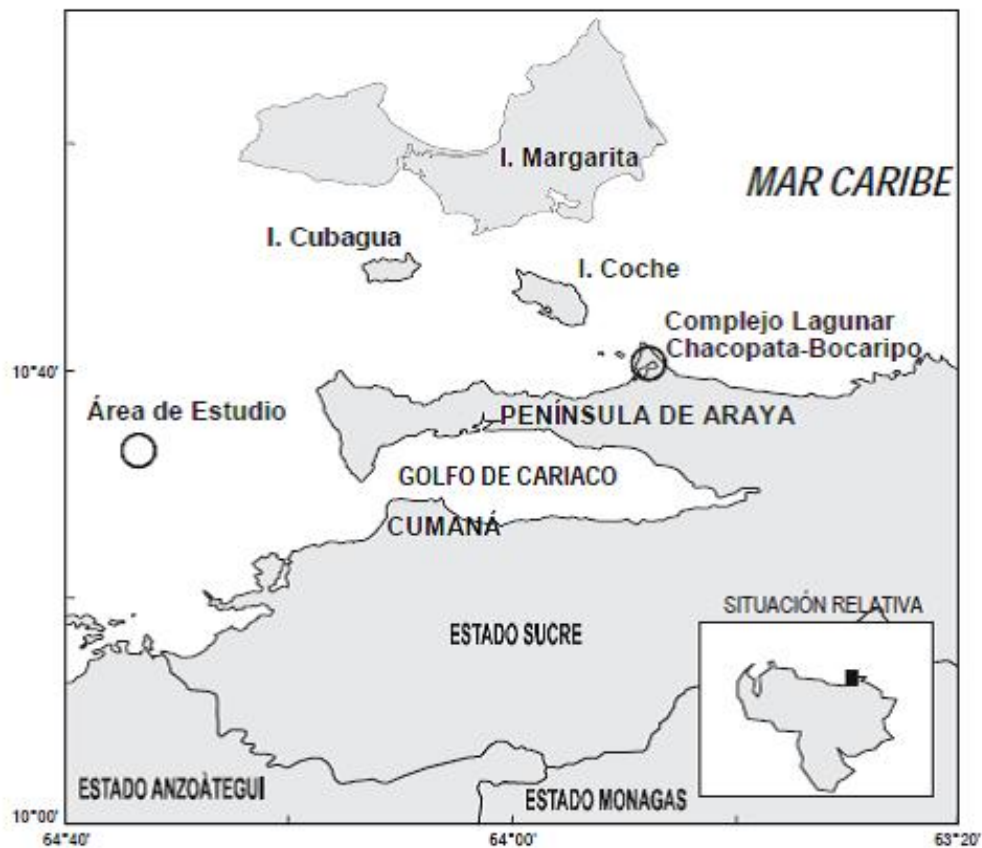 I. Margarita
MAR CARIBE
I. Cubagua
I. Coche
Complejo Lagunar
Chacopata-Bocaripo
10°40'
Área de Estudio
PENÍNSULA DE ARAYA
GOLFO DE CARIACO
CUMANÁ
SITUACIÓN RELATIVA
ESTADO SUCRE
ESTADO ANZOÀTEGUI
ESTADO MONAGAS
10°00'
64°40'
64°00'
63°20'